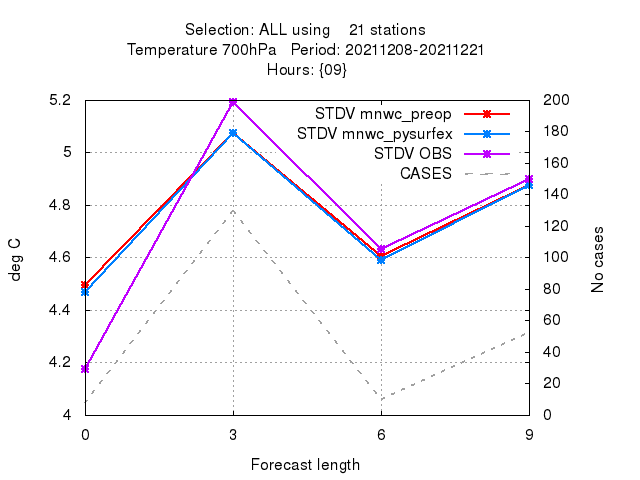 Selection: ALL using    21 stations
Temperature 700hPa   Period: 20211208-20211221
Hours: {09}
STDV mnwc_preop
STDV mnwc_pysurfex
STDV OBS
CASES
deg C
No cases
5.2
5
4.8
4.6
4.4
4.2
4
200
180
160
140
120
100
80
60
40
20
0
0 3 6 9
Forecast length